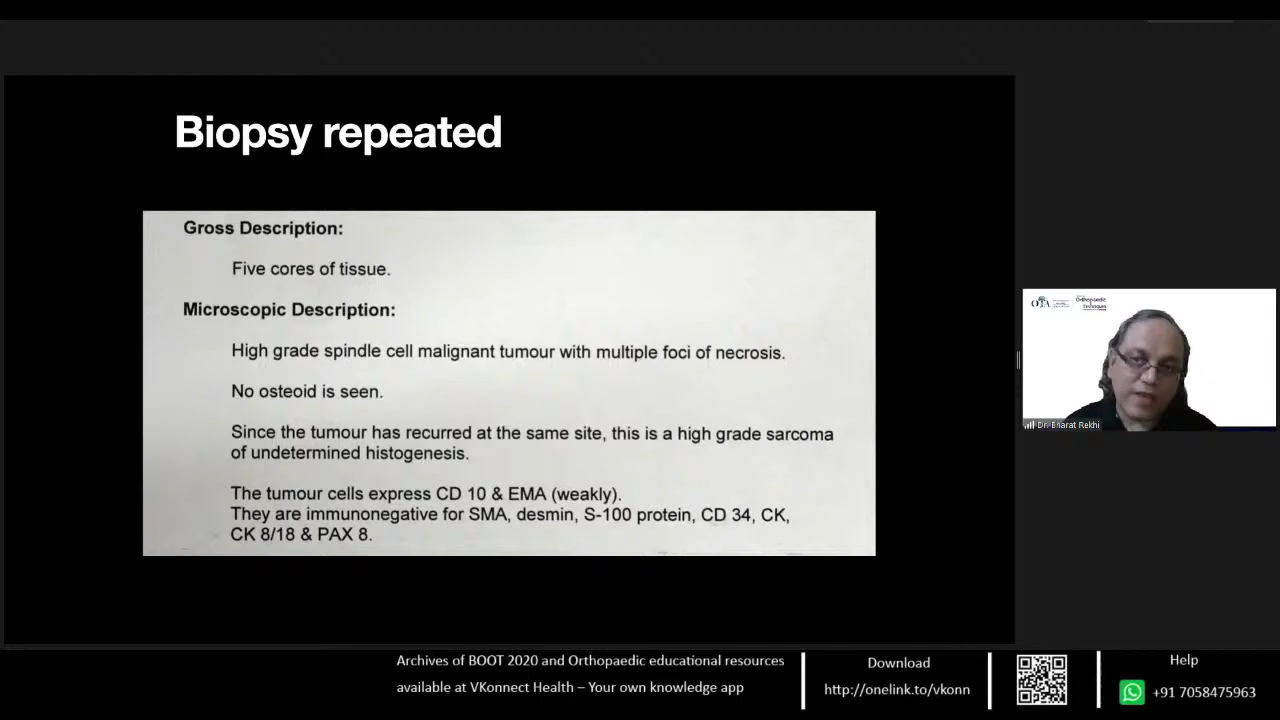 Biopsy repeated
Gross Description:
Five cores of tissue.
Microscopic Description:
High grade spindle cell malignant tumour with multiple foci of necrosis.
No osteoid is seen.
Since the tumour has recurred at the same site, this is a high grade sarcoma
of undetermined histogenesis.
The tumour cells express CD 10 & EMA (weakly).
They are immunonegative for SMA, desmin, S-100 protein, CD 34, CK,
CK 8/18 & PAX 8.
Orthopaedic
Techniques
Dr. Bharat Rekhi
Archives of BOOT 2020 and Orthopaedic educational resources
available at VKonnect Health – Your own knowledge app
Download
http://onelink.to/vkonn
Help
+91 7058475963